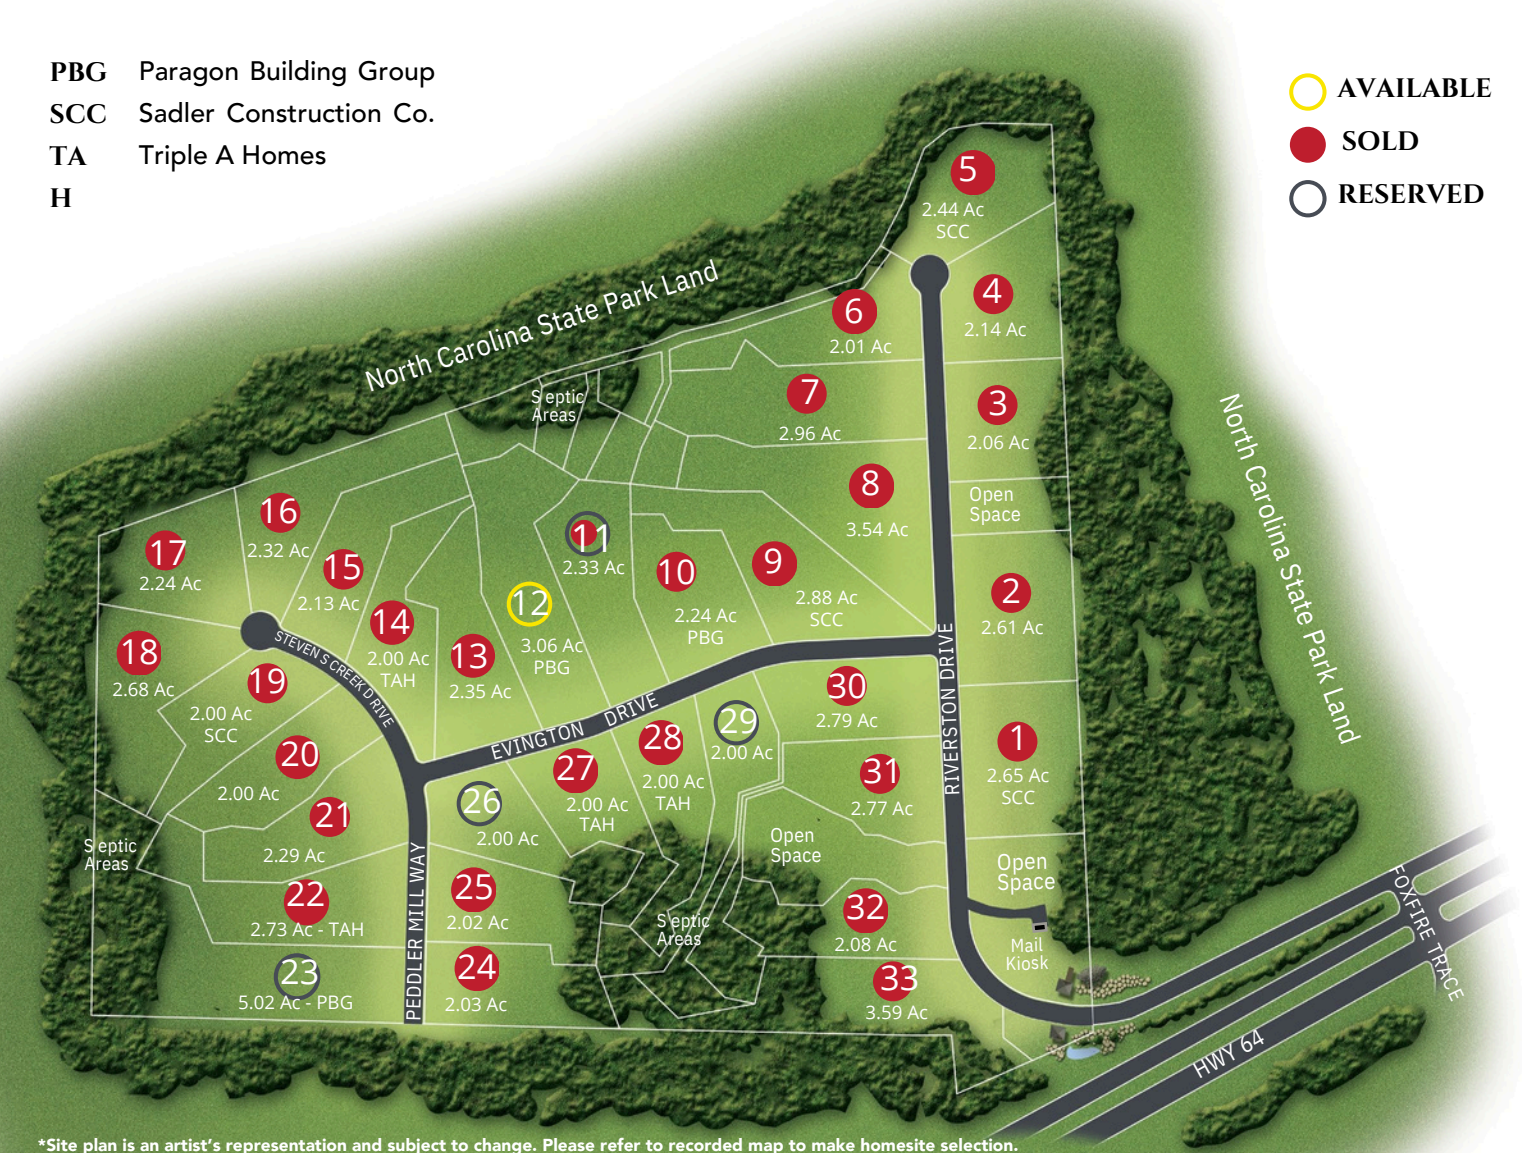 PBG Paragon Building Group
SCC Sadler Construction Co.
TA Triple A Homes
H
AVAILABLE
SOLD
RESERVED
North Carolina State Park Land
North Carolina State Park Land
5
2.44 Ac
SCC
4
2.14 Ac
6
2.01 Ac
7
2.96 Ac
3
2.06 Ac
Septic
Areas
8
3.54 Ac
Open
Space
16
2.32 Ac
17
2.24 Ac
15
2.13 Ac
11
2.33 Ac
10
2.24 Ac
PBG
9
2.88 Ac
SCC
2
2.61 Ac
12
3.06 Ac
PBG
14
2.00 Ac
TAH
13
2.35 Ac
18
2.68 Ac
19
2.00 Ac
SCC
STEVENS CREEK DRIVE
EVINGTON DRIVE
RIVERSTON DRIVE
30
2.79 Ac
29
2.00 Ac
28
2.00 Ac
TAH
27
2.00 Ac
TAH
26
2.00 Ac
20
2.00 Ac
21
2.29 Ac
31
2.77 Ac
1
2.65 Ac
SCC
Septic
Areas
Open
Space
Open
Space
22
2.73 Ac - TAH
PEDDLER MILL WAY
25
2.02 Ac
Septic
Areas
32
2.08 Ac
Mail
Kiosk
23
5.02 Ac - PBG
24
2.03 Ac
33
3.59 Ac
FOXFIRE TRACE
HWY 64
*Site plan is an artist's representation and subject to change. Please refer to recorded map to make homesite selection.